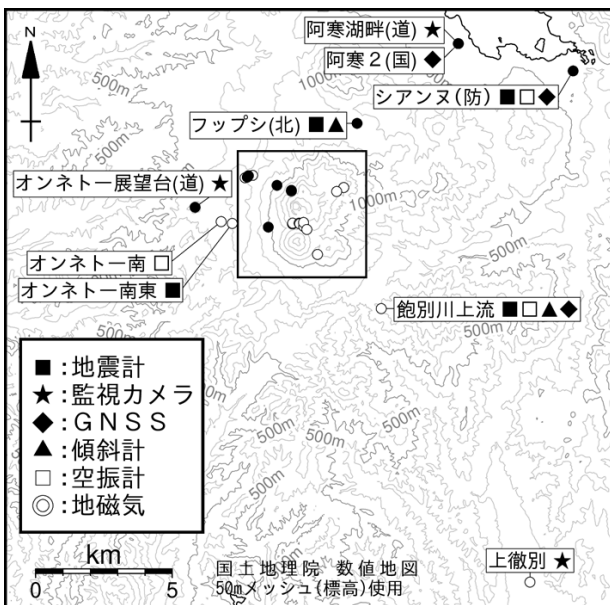 阿寒湖畔(道) ★
N
500m
阿寒2(国) ◆
1000m
シアンヌ(防) ■ □ ◆
フップシ(北) ■ ▲
オンネトー展望台(道) ★
1000m
500m
オンネトー南 □
オンネトー南東 ■
飽別川上流 ■ □ ▲ ◆
500m
■:地震計
★:監視カメラ
◆:GNSS
▲:傾斜計
□:空振計
◎:地磁気
500m
500m
500m
500m
km
0 5
国土地理院 数値地図
50mメッシュ(標高)使用
上徹別 ★